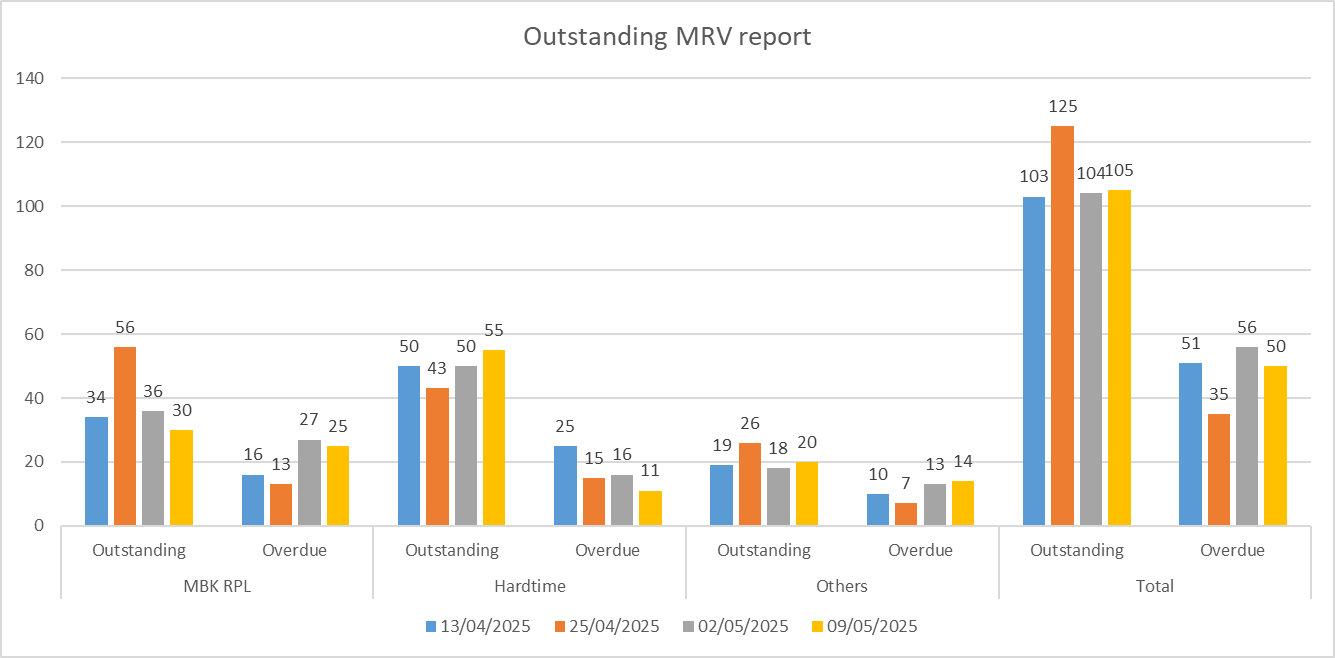 Outstanding MRV report
140
120
100
80
60
40
20
0
34 56 36 30 16 13 27 25 50 43 50 55 25 15 16 11 19 26 18 20 10 7 13 14 103 125 104 105 51 35 56 50
Outstanding Overdue Outstanding Overdue Outstanding Overdue Outstanding Overdue
MBK RPL Hardtime Others Total
13/04/2025 25/04/2025 02/05/2025 09/05/2025